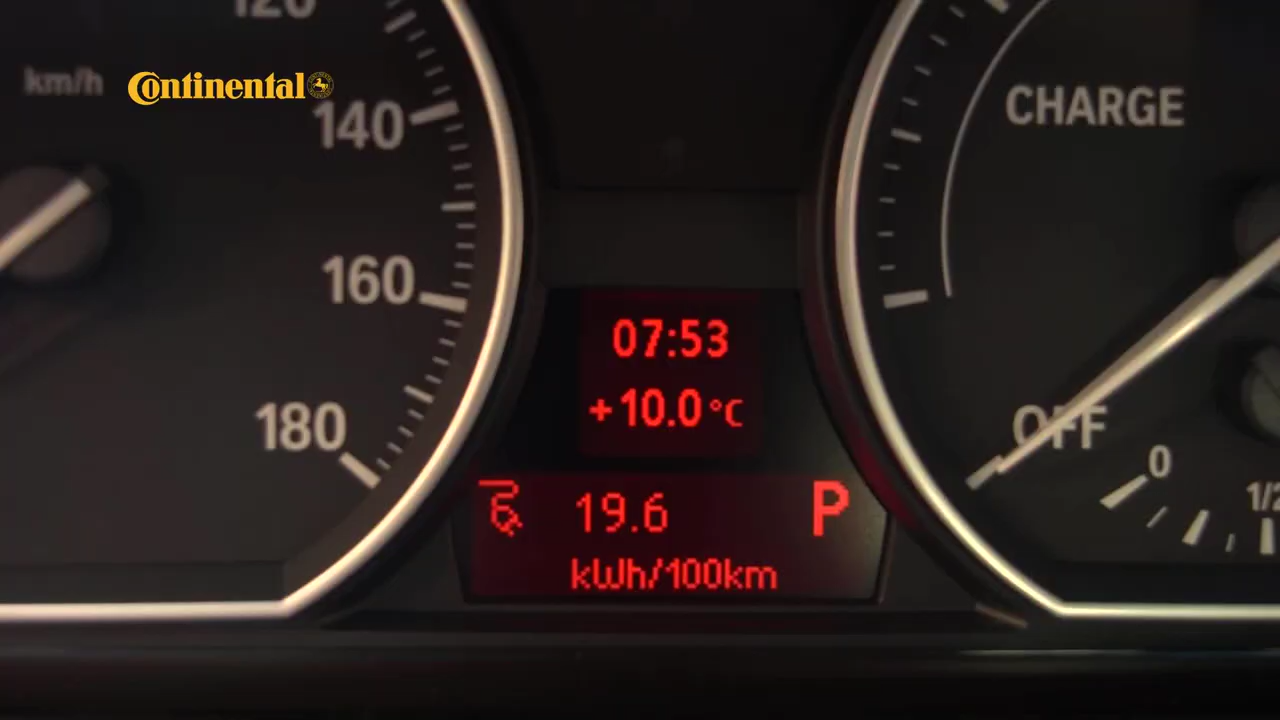 120
km/h
Continental
140
CHARGE
160
07:53
+10.0°C
180
OFF
0
1/2
19.6
P
kWh/100km